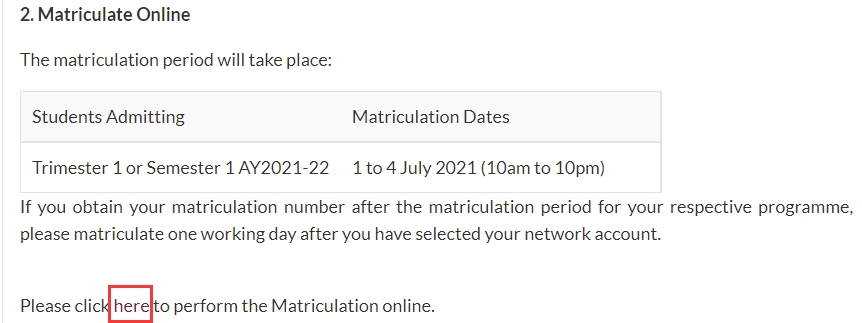 2. Matriculate Online
The matriculation period will take place:
Students Admitting Matriculation Dates
Trimester 1 or Semester 1 AY2021-22 1 to 4 July 2021 (10am to 10pm)
If you obtain your matriculation number after the matriculation period for your respective programme,
please matriculate one working day after you have selected your network account.
Please click here to perform the Matriculation online.